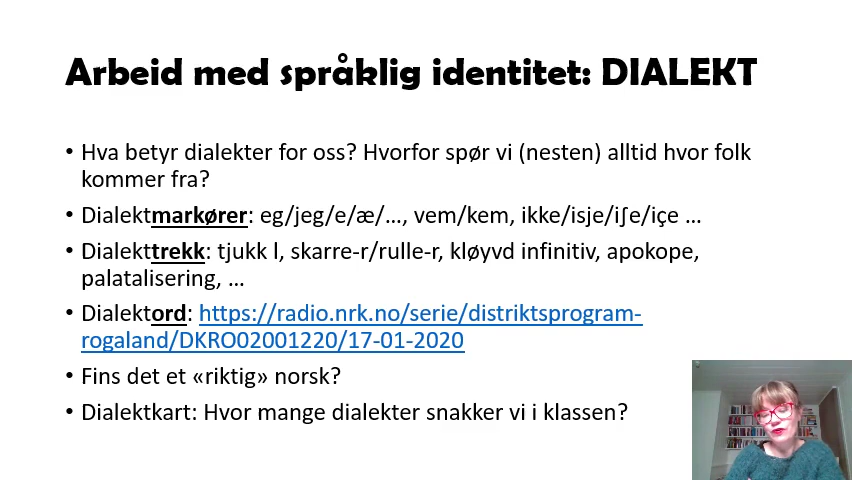 Arbeid med språklig identitet: DIALEKT
• Hva betyr dialekter for oss? Hvorfor spør vi (nesten) alltid hvor folk
kommer fra?
• Dialektmarkører: eg/jeg/e/æ/…, vem/kem, ikke/isje/iʃe/içe …
• Dialekttrekk: tjukk l, skarre-r/rulle-r, kløyvd infinitiv, apokope,
palatalisering, …
• Dialektord: https://radio.nrk.no/serie/distriktsprogram-
rogaland/DKRO02001220/17-01-2020
• Fins det et «riktig» norsk?
• Dialektkart: Hvor mange dialekter snakker vi i klassen?